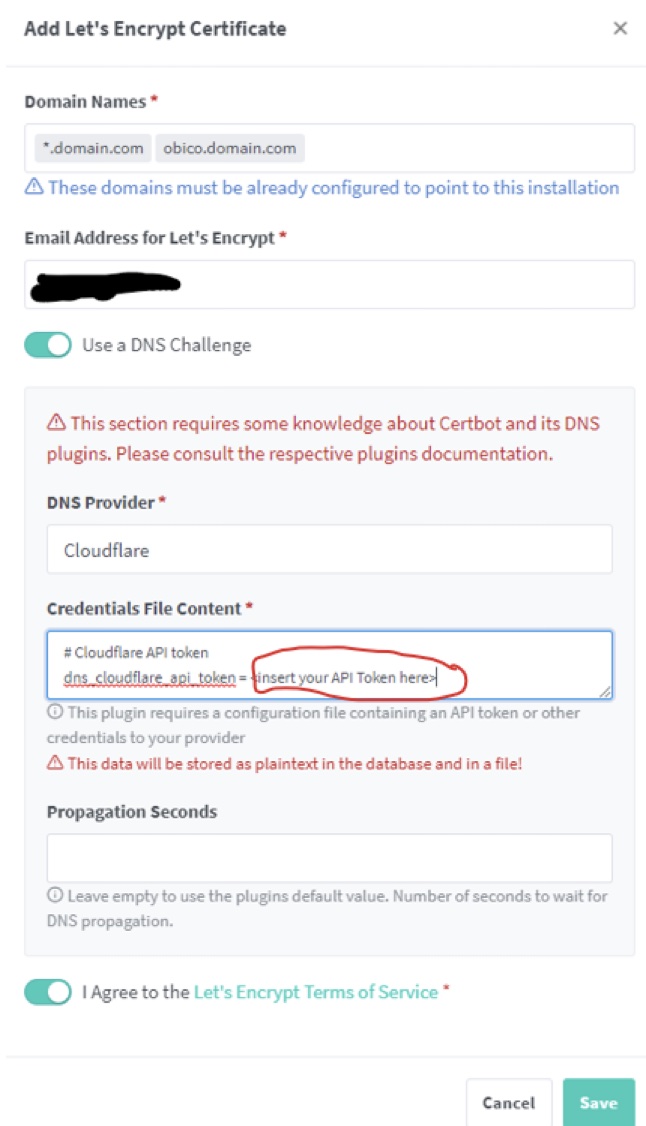 Add Let's Encrypt Certificate ×
Domain Names *
*.domain.com obico.domain.com
These domains must be already configured to point to this installation
Email Address for Let's Encrypt *
Use a DNS Challenge
This section requires some knowledge about Certbot and its DNS
plugins. Please consult the respective plugins documentation.
DNS Provider *
Cloudflare
Credentials File Content *
# Cloudflare API token
dns_cloudflare_api_token = <insert your API Token here>
This plugin requires a configuration file containing an API token or other
credentials to your provider
This data will be stored as plaintext in the database and in a file!
Propagation Seconds
Leave empty to use the plugins default value. Number of seconds to wait for
DNS propagation.
I Agree to the Let's Encrypt Terms of Service *
Cancel Save